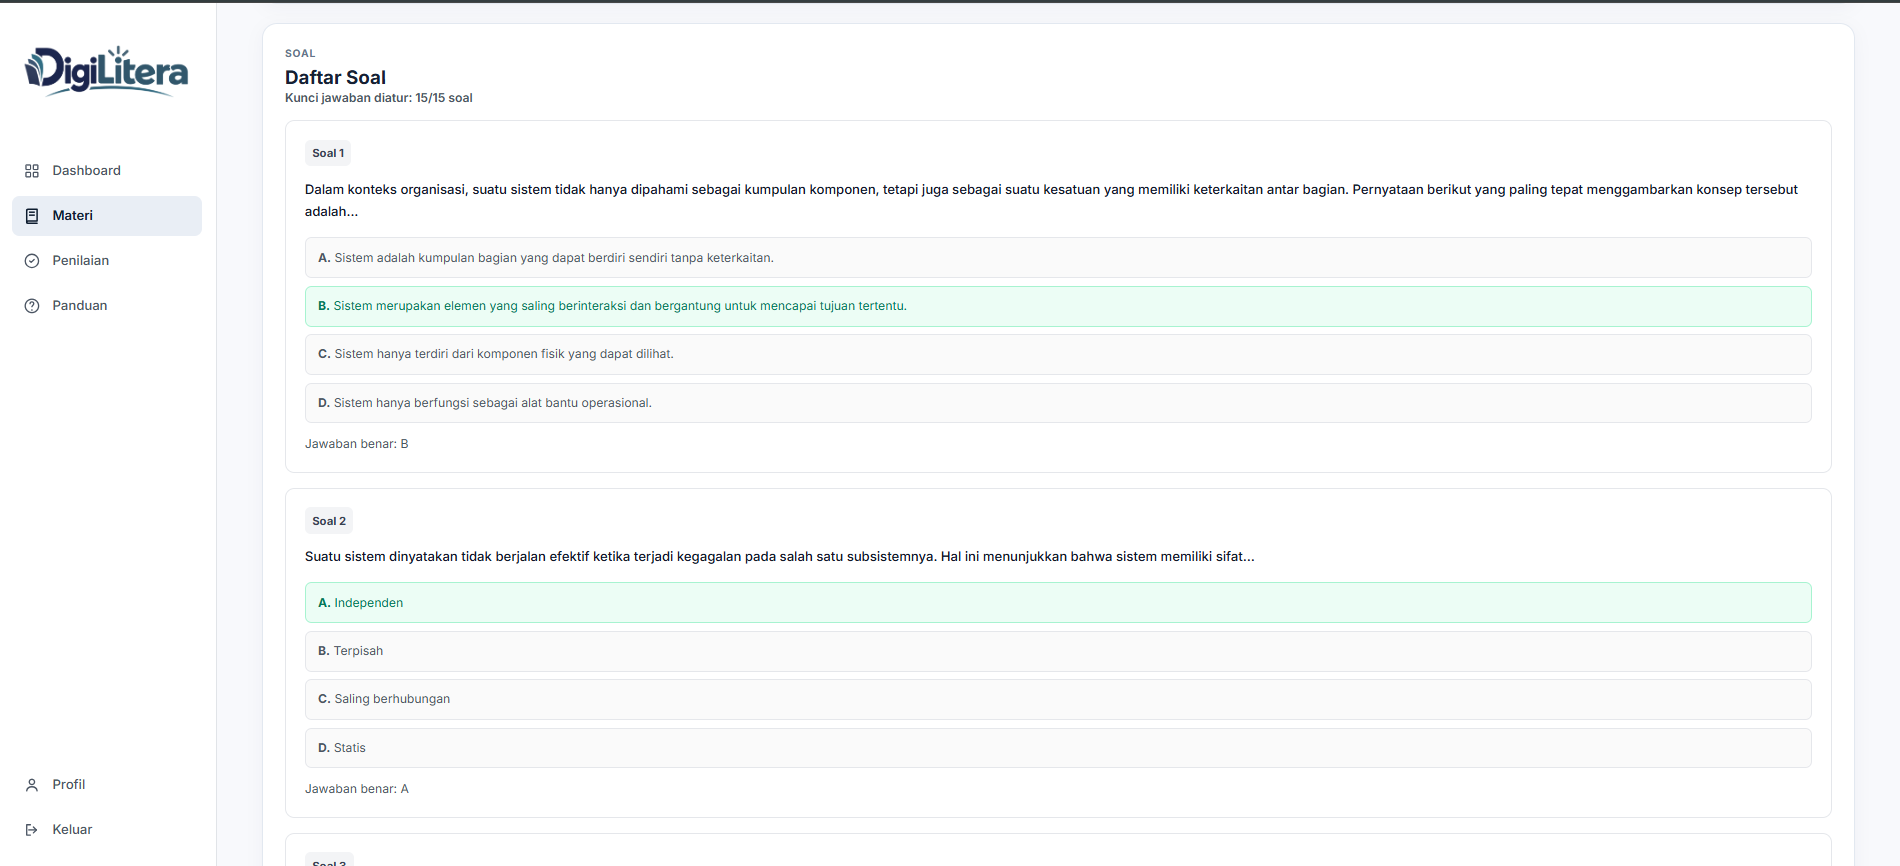 DigiLitera
Dashboard
Materi
Penilaian
Panduan
Profil
Keluar
SOAL
Daftar Soal
Kunci jawaban diatur: 15/15 soal
Soal 1
Dalam konteks organisasi, suatu sistem tidak hanya dipahami sebagai kumpulan komponen, tetapi juga sebagai suatu kesatuan yang memiliki keterkaitan antar bagian. Pernyataan berikut yang paling tepat menggambarkan konsep tersebut
adalah...
A. Sistem adalah kumpulan bagian yang dapat berdiri sendiri tanpa keterkaitan.
B. Sistem merupakan elemen yang saling berinteraksi dan bergantung untuk mencapai tujuan tertentu.
C. Sistem hanya terdiri dari komponen fisik yang dapat dilihat.
D. Sistem hanya berfungsi sebagai alat bantu operasional.
Jawaban benar: B
Soal 2
Suatu sistem dinyatakan tidak berjalan efektif ketika terjadi kegagalan pada salah satu subsistemnya. Hal ini menunjukkan bahwa sistem memiliki sifat...
A. Independen
B. Terpisah
C. Saling berhubungan
D. Statis
Jawaban benar: A
Soal 3